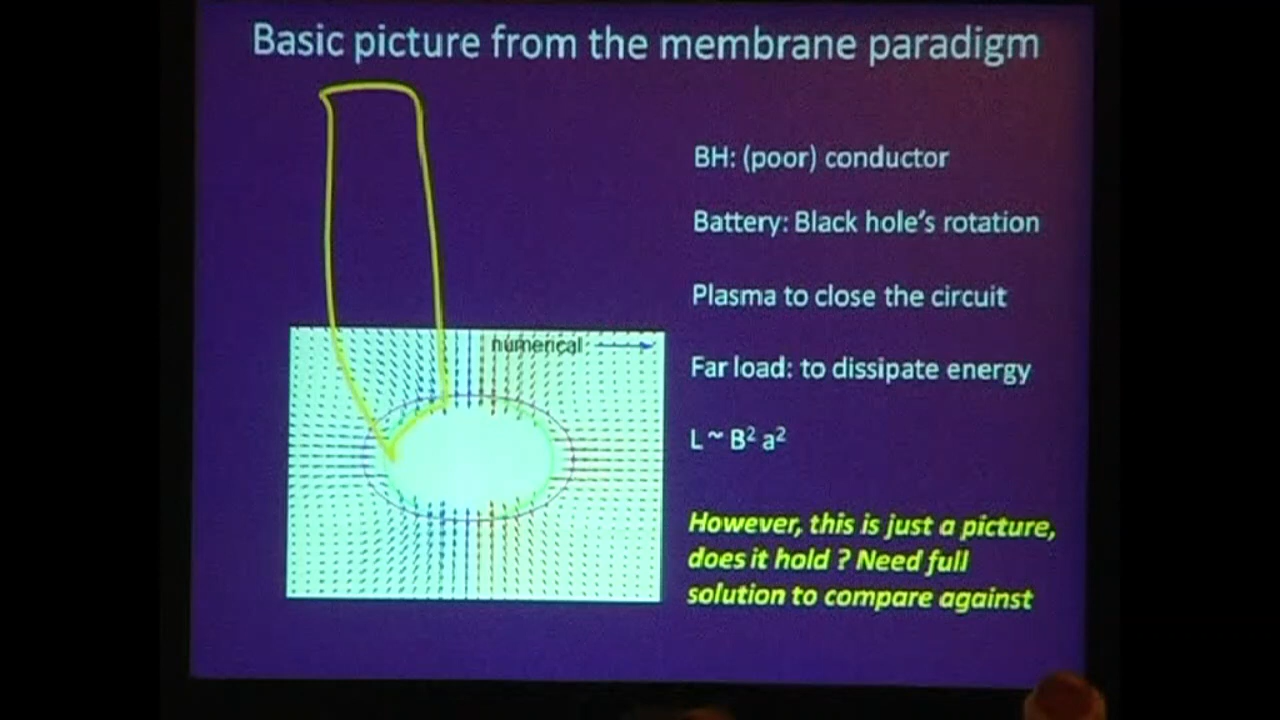 Basic picture from the membrane paradigm
BH: (poor) conductor
Battery: Black hole's rotation
Plasma to close the circuit
numerical
Far load: to dissipate energy
L ~ B² a²
However, this is just a picture,
does it hold ? Need full
solution to compare against